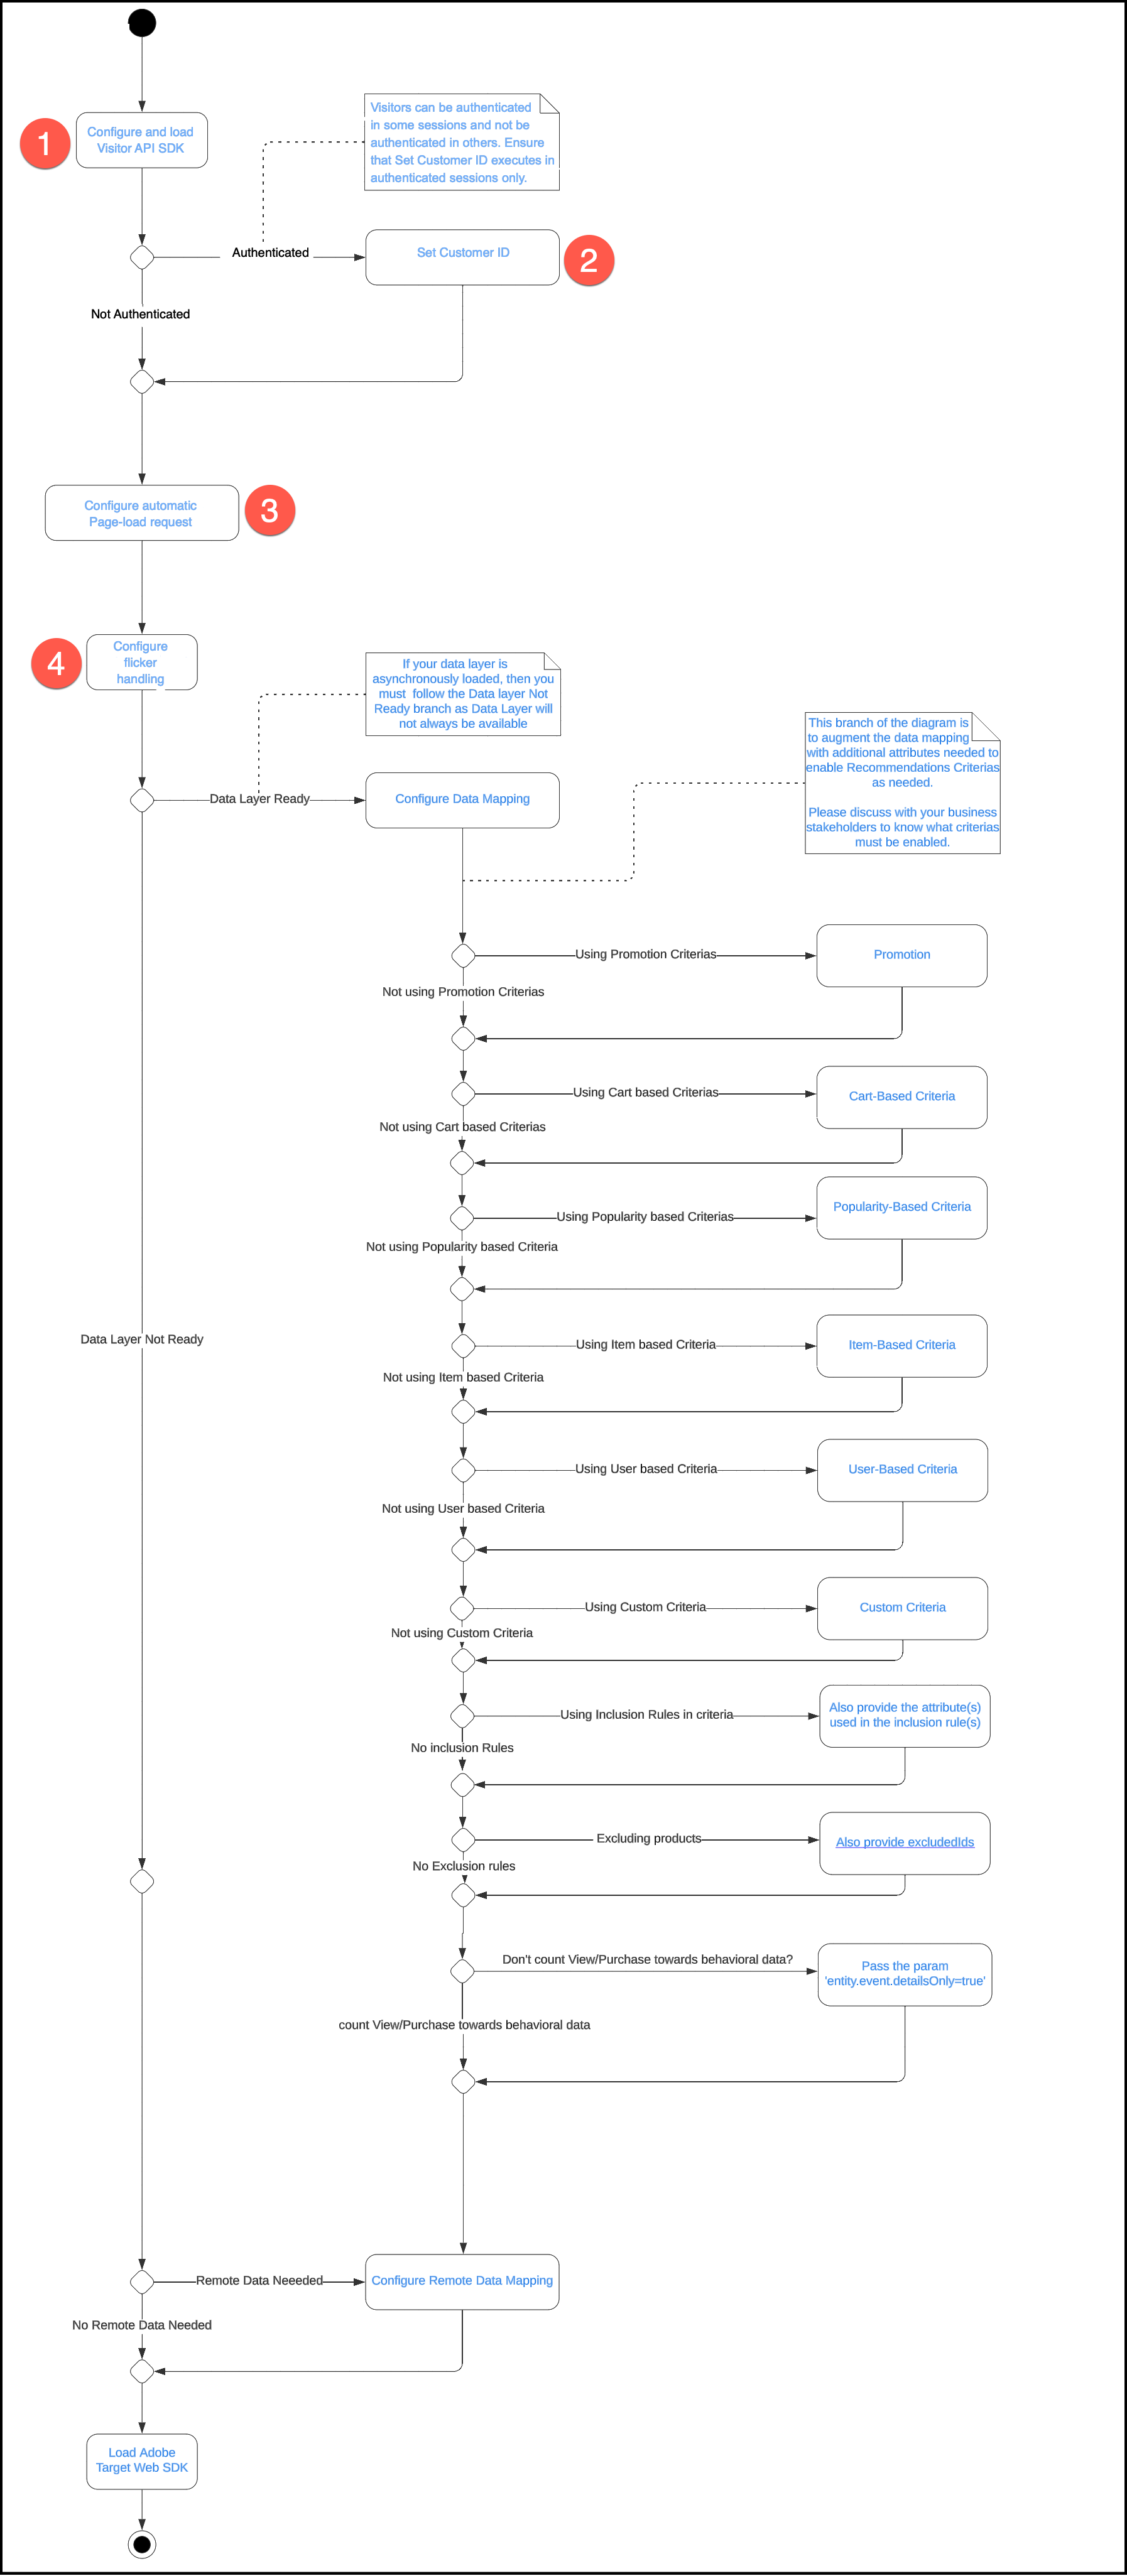 1
Configure and load
Visitor API SDK
Visitors can be authenticated
in some sessions and not be
authenticated in others. Ensure
that Set Customer ID executes in
authenticated sessions only.
Authenticated
Set Customer ID
2
Not Authenticated
Configure automatic
Page-load request
3
4
Configure
flicker
handling
If your data layer is
asynchronously loaded, then you
must follow the Data layer Not
Ready branch as Data Layer will
not always be available
This branch of the diagram is
to augment the data mapping
with additional attributes needed to
enable Recommendations Criterias
as needed.
Please discuss with your business
stakeholders to know what criterias
must be enabled.
Data Layer Ready
Configure Data Mapping
Using Promotion Criterias
Promotion
Not using Promotion Criterias
Using Cart based Criterias
Cart-Based Criteria
Not using Cart based Criterias
Using Popularity based Criterias
Popularity-Based Criteria
Not using Popularity based Criteria
Data Layer Not Ready
Using Item based Criteria
Item-Based Criteria
Not using Item based Criteria
Using User based Criteria
User-Based Criteria
Not using User based Criteria
Using Custom Criteria
Custom Criteria
Not using Custom Criteria
Using Inclusion Rules in criteria
Also provide the attribute(s)
used in the inclusion rule(s)
No inclusion Rules
Excluding products
Also provide excludedIds
No Exclusion rules
Don't count View/Purchase towards behavioral data?
Pass the param
'entity.event.detailsOnly=true'
count View/Purchase towards behavioral data
Remote Data Neeeded
Configure Remote Data Mapping
No Remote Data Needed
Load Adobe
Target Web SDK